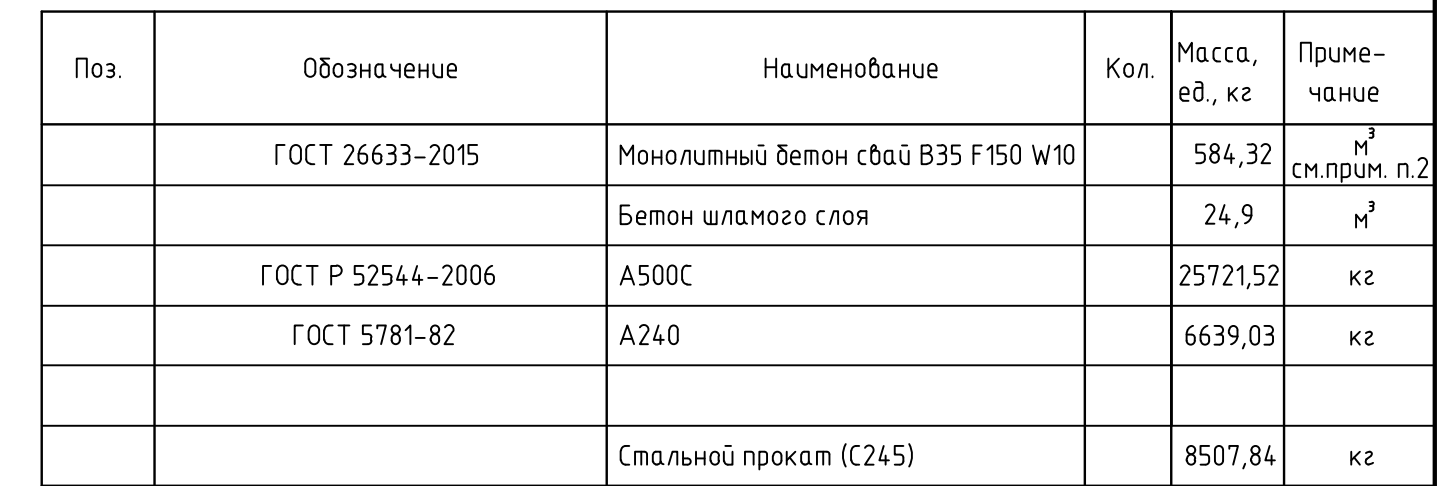 Поз. Обозначение Наименование Кол. Масса, ед., кг Приме-чание
ГОСТ 26633-2015 Монолитный бетон свай В35 F150 W10 584,32 м³ см.прим. п.2
Бетон шламого слоя 24,9 м³
ГОСТ Р 52544-2006 А500С 25721,52 кг
ГОСТ 5781-82 А240 6639,03 кг
Стальной прокат (С245) 8507,84 кг